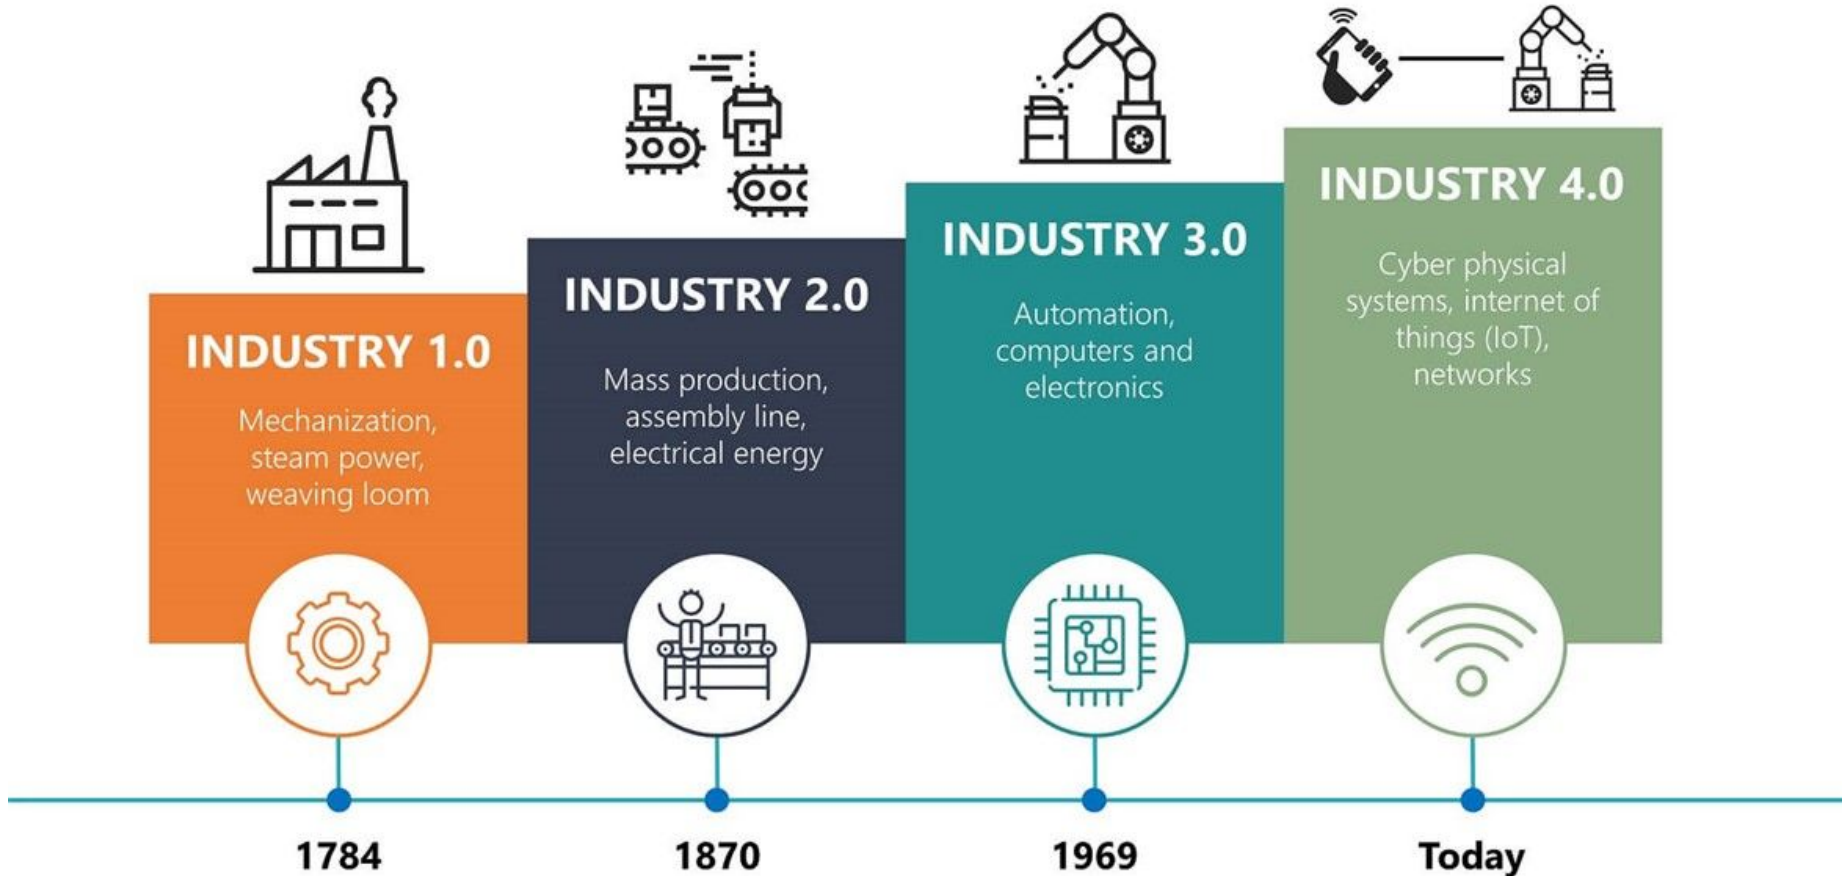 INDUSTRY 1.0
Mechanization,
steam power,
weaving loom
1784
INDUSTRY 2.0
Mass production,
assembly line,
electrical energy
1870
INDUSTRY 3.0
Automation,
computers and
electronics
1969
INDUSTRY 4.0
Cyber physical
systems, internet of
things (IoT),
networks
Today